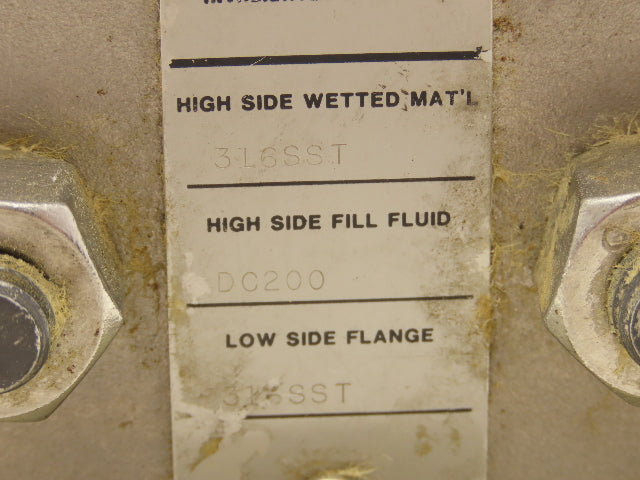 HIGH SIDE WETTED MAT'L
316SST
HIGH SIDE FILL FLUID
DC200
LOW SIDE FLANGE
316SST